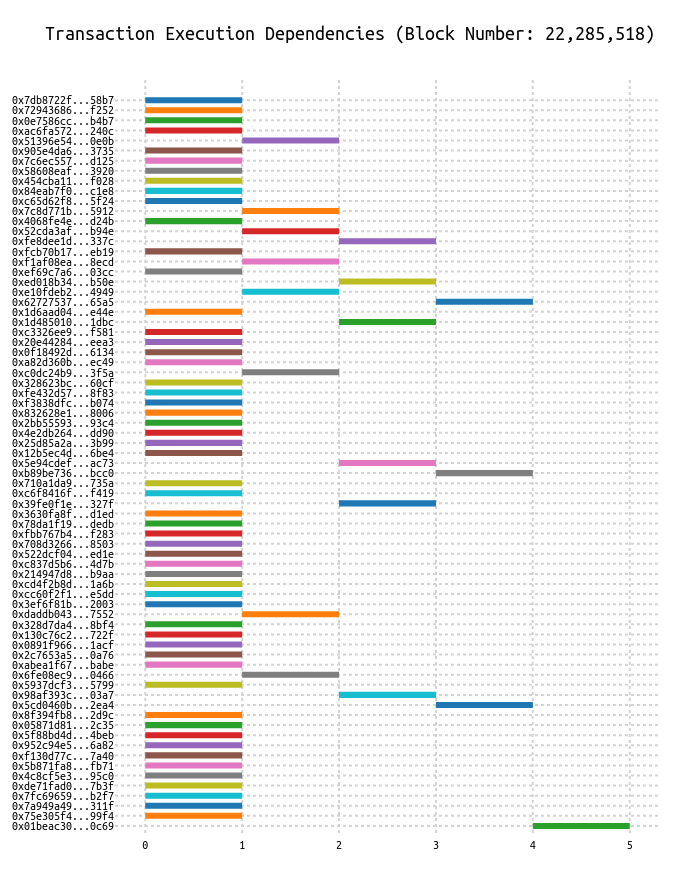 Transaction Execution Dependencies (Block Number: 22,285,518)
0x7db8722f...58b7
0x72943686...f252
0x0e7586cc...b4b7
0xac6fa572...240c
0x51396e54...0e0b
0x905e4da6...3735
0x7c6ec557...d125
0x58608eaf...3920
0x454cba11...f028
0x84eab7f0...c1e8
0xc65d62f8...5f24
0x7c8d771b...5912
0x4068fe4e...d24b
0x52cda3af...b94e
0xfe8dee1d...337c
0xfcb70b17...eb19
0xf1af08ea...8ecd
0xef69c7a6...03cc
0xed018b34...b50e
0xe10fdeb2...4949
0x62727537...65a5
0x1d6aad04...e44e
0x1d485010...1dbc
0xc3326ee9...f581
0x20e44284...eea3
0x0f18492d...6134
0xa82d360b...ec49
0xc0dc24b9...3f5a
0x328623bc...60cf
0xfe432d57...8f83
0xf3838dfc...b074
0x832628e1...8006
0x2bb55593...93c4
0x4e2db264...dd90
0x25d85a2a...3b99
0x12b5ec4d...6be4
0x5e94cdef...ac73
0xb89be736...bcc0
0x710a1da9...735a
0xc6f8416f...f419
0x39fe0f1e...327f
0x3630fa8f...d1ed
0x78da1f19...dedb
0xfbb767b4...f283
0x708d3266...8503
0x522dcf04...ed1e
0xc837d5b6...4d7b
0x214947d8...b9aa
0xcd4f2b8d...1a6b
0xcc60f2f1...e5dd
0x3ef6f81b...2003
0xdaddb043...7552
0x328d7da4...8bf4
0x130c76c2...722f
0x0891f966...1acf
0x2c7653a5...0a76
0xabea1f67...babe
0x6fe08ec9...0466
0x5937dcf3...5799
0x98af393c...03a7
0x5cd0460b...2ea4
0x8f394fb8...2d9c
0x05871d81...2c35
0x5f88bd4d...4beb
0x952c94e5...6a82
0xf130d77c...7a40
0x5b871fa8...fb71
0x4c8cf5e3...95c0
0xde71fad0...7b3f
0x7fc69659...b2f7
0x7a949a49...311f
0x75e305f4...99f4
0x01beac30...0c69
0 1 2 3 4 5